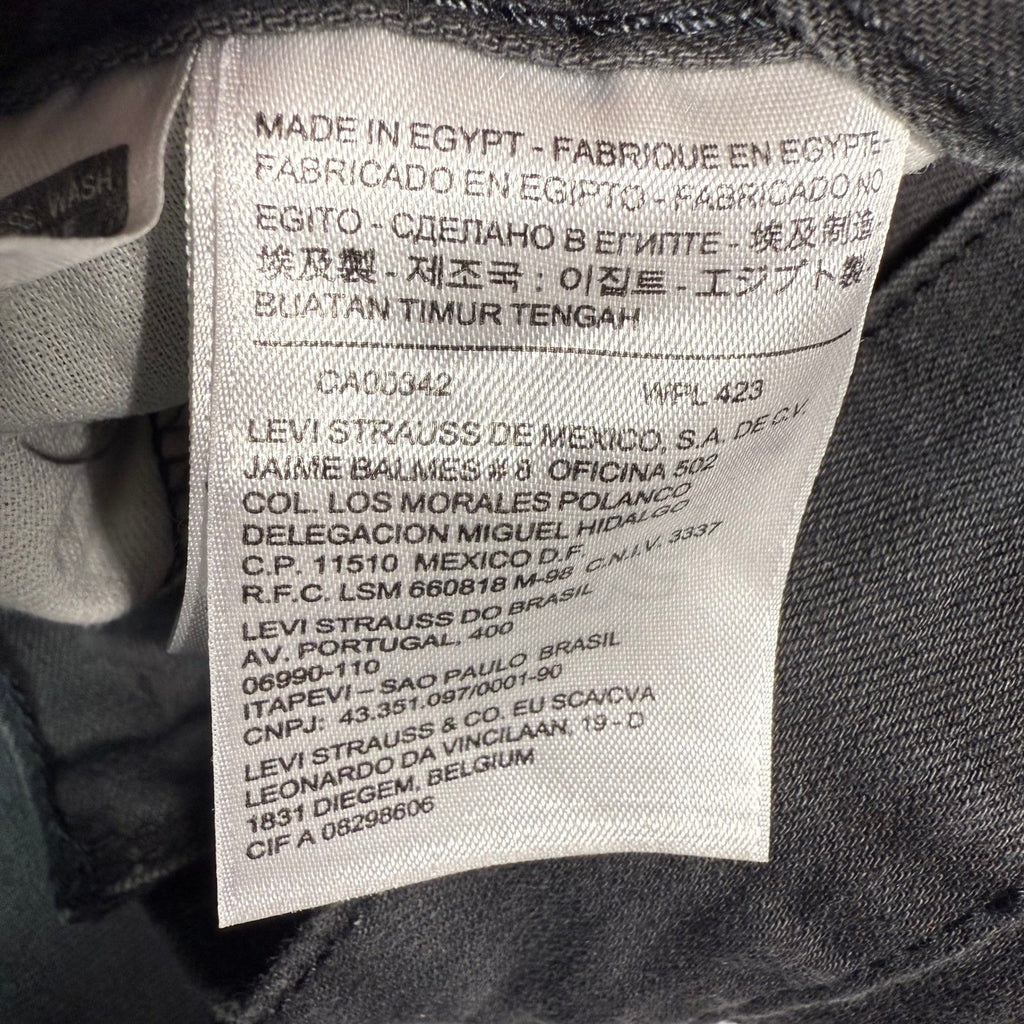 SS. WASH
MADE IN EGYPT - FABRIQUE EN EGYPTE-
FABRICADO EN EGIPTO - FABRICADO NO
EGITO - СДЕЛАНО В ЕГИПТЕ - 埃及制造
埃及製 - 제조국 : 이집트 - エジプト製
BUATAN TIMUR TENGAH
CA00342 WPL 423
LEVI STRAUSS DE MEXICO, S.A. DE C.V.
JAIME BALMES # 8 OFICINA 502
COL. LOS MORALES POLANCO
DELEGACION MIGUEL HIDALGO
C.P. 11510 MEXICO D.F.
R.F.C. LSM 660818 M-98 C.N.I.V. 3337
LEVI STRAUSS DO BRASIL
AV. PORTUGAL, 400
06990-110
ITAPEVI – SAO PAULO BRASIL
CNPJ: 43.351.097/0001-90
LEVI STRAUSS & CO. EU SCA/CVA
LEONARDO DA VINCILAAN, 19 - D
1831 DIEGEM, BELGIUM
CIF A 08298606